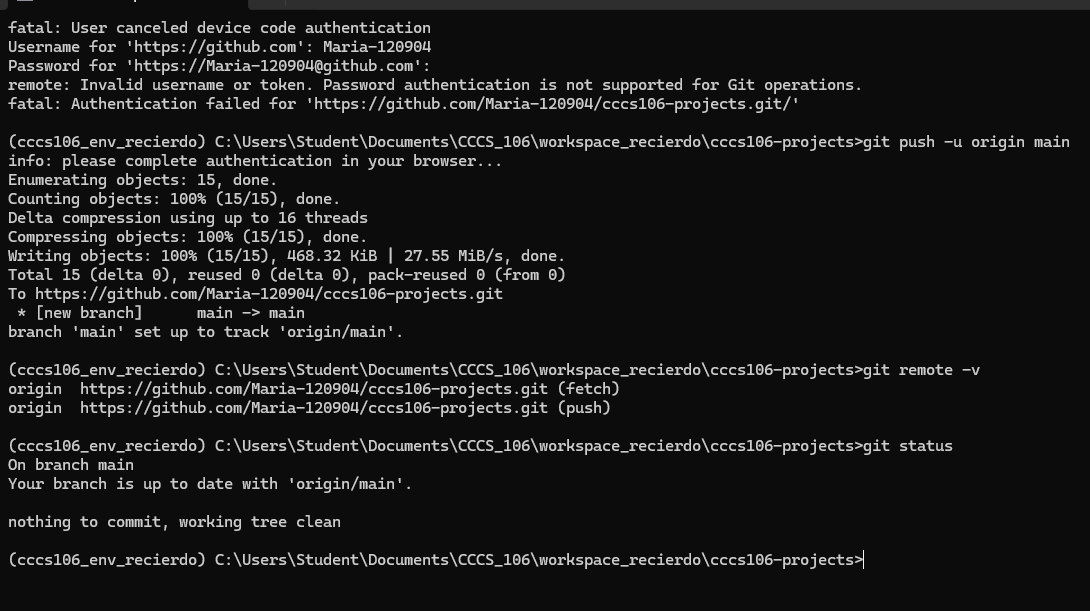 fatal: User canceled device code authentication
Username for 'https://github.com': Maria-120904
Password for 'https://Maria-120904@github.com':
remote: Invalid username or token. Password authentication is not supported for Git operations.
fatal: Authentication failed for 'https://github.com/Maria-120904/cccs106-projects.git/'
(cccs106_env_recierdo) C:\Users\Student\Documents\CCCS_106\workspace_recierdo\cccs106-projects>git push -u origin main
info: please complete authentication in your browser...
Enumerating objects: 15, done.
Counting objects: 100% (15/15), done.
Delta compression using up to 16 threads
Compressing objects: 100% (15/15), done.
Writing objects: 100% (15/15), 468.32 KiB | 27.55 MiB/s, done.
Total 15 (delta 0), reused 0 (delta 0), pack-reused 0 (from 0)
To https://github.com/Maria-120904/cccs106-projects.git
 * [new branch]      main -> main
branch 'main' set up to track 'origin/main'.
(cccs106_env_recierdo) C:\Users\Student\Documents\CCCS_106\workspace_recierdo\cccs106-projects>git remote -v
origin  https://github.com/Maria-120904/cccs106-projects.git (fetch)
origin  https://github.com/Maria-120904/cccs106-projects.git (push)
(cccs106_env_recierdo) C:\Users\Student\Documents\CCCS_106\workspace_recierdo\cccs106-projects>git status
On branch main
Your branch is up to date with 'origin/main'.
nothing to commit, working tree clean
(cccs106_env_recierdo) C:\Users\Student\Documents\CCCS_106\workspace_recierdo\cccs106-projects>